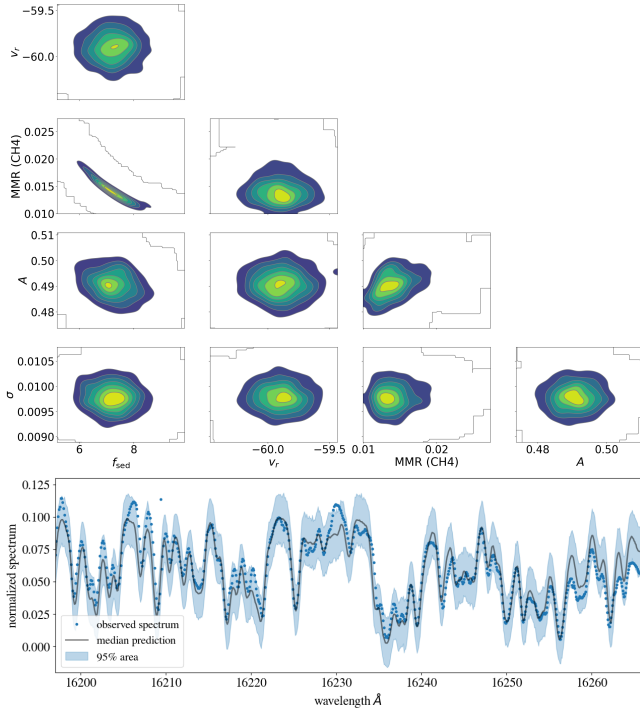 −59.5
−60.0
v_r
0.025
0.020
0.015
0.010
MMR (CH4)
0.51
0.50
0.49
0.48
A
0.0105
0.0100
0.0095
0.0090
σ
6 8
f_sed
−60.0 −59.5
v_r
0.01 0.02
MMR (CH4)
0.48 0.50
A
0.125
0.100
0.075
0.050
0.025
0.000
normalized spectrum
observed spectrum
median prediction
95% area
16200 16210 16220 16230 16240 16250 16260
wavelength Å